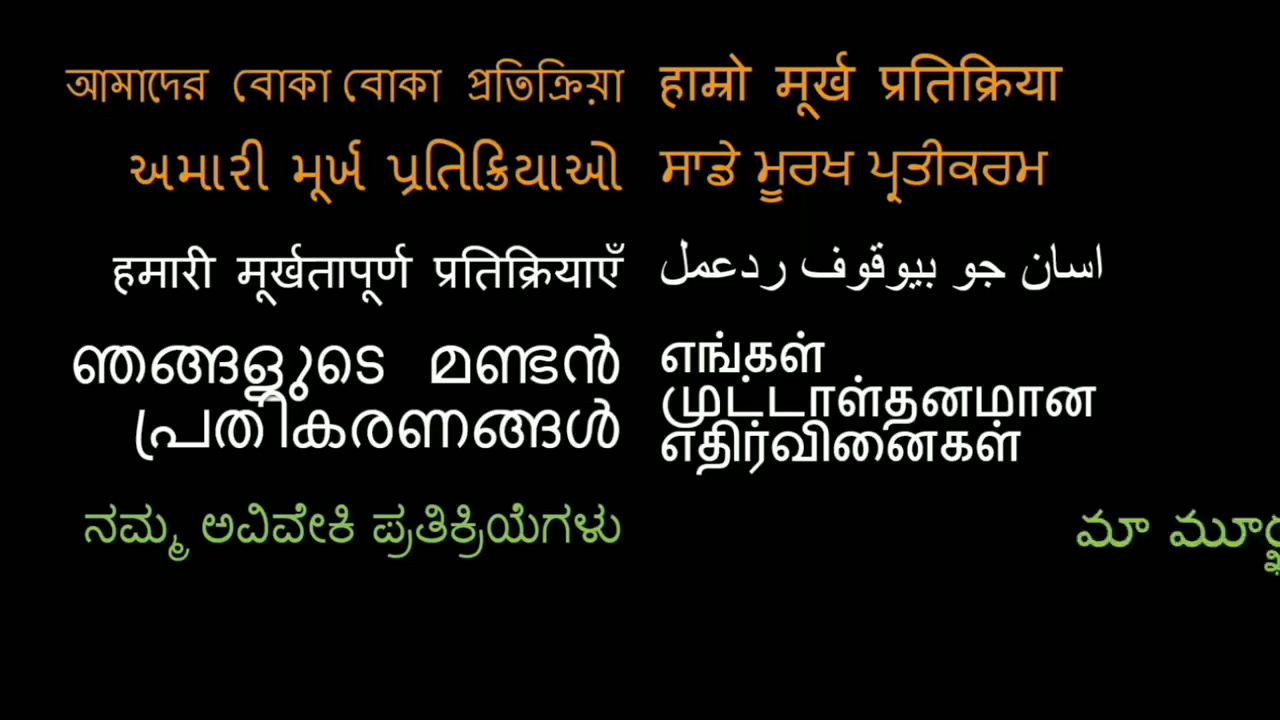 আমাদের বোকা বোকা প্রতিক্রিয়া
हाम्रो मूर्ख प्रतिक्रिया
અમારી મૂર્ખ પ્રતિક્રિયાઓ
ਸਾਡੇ ਮੂਰਖ ਪ੍ਰਤੀਕਰਮ
हमारी मूर्खतापूर्ण प्रतिक्रियाएँ
اسان جو بيوقوف ردعمل
ഞങ്ങളുടെ മണ്ടൻ
പ്രതികരണങ്ങൾ
எங்கள்
முட்டாள்தனமான
எதிர்வினைகள்
ನಮ್ಮ ಅವಿವೇಕಿ ಪ್ರತಿಕ್ರಿಯೆಗಳು
మా